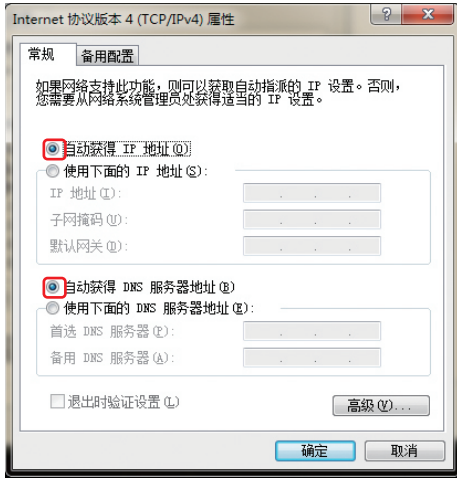 Internet 协议版本 4 (TCP/IPv4) 属性
常规 备用配置
如果网络支持此功能，则可以获取自动指派的 IP 设置。否则，
您需要从网络系统管理员处获得适当的 IP 设置。
自动获得 IP 地址(O)
使用下面的 IP 地址(S):
IP 地址(I):
子网掩码(U):
默认网关(D):
自动获得 DNS 服务器地址(B)
使用下面的 DNS 服务器地址(E):
首选 DNS 服务器(P):
备用 DNS 服务器(A):
退出时验证设置(L)
高级(V)...
确定 取消